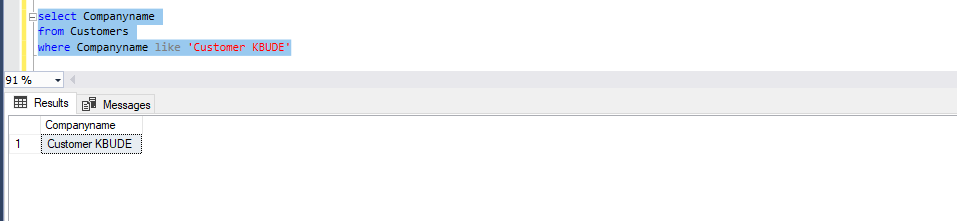 select Companyname
from Customers
where Companyname like 'Customer KBUDE'
91 %
Results Messages
Companyname
1 Customer KBUDE